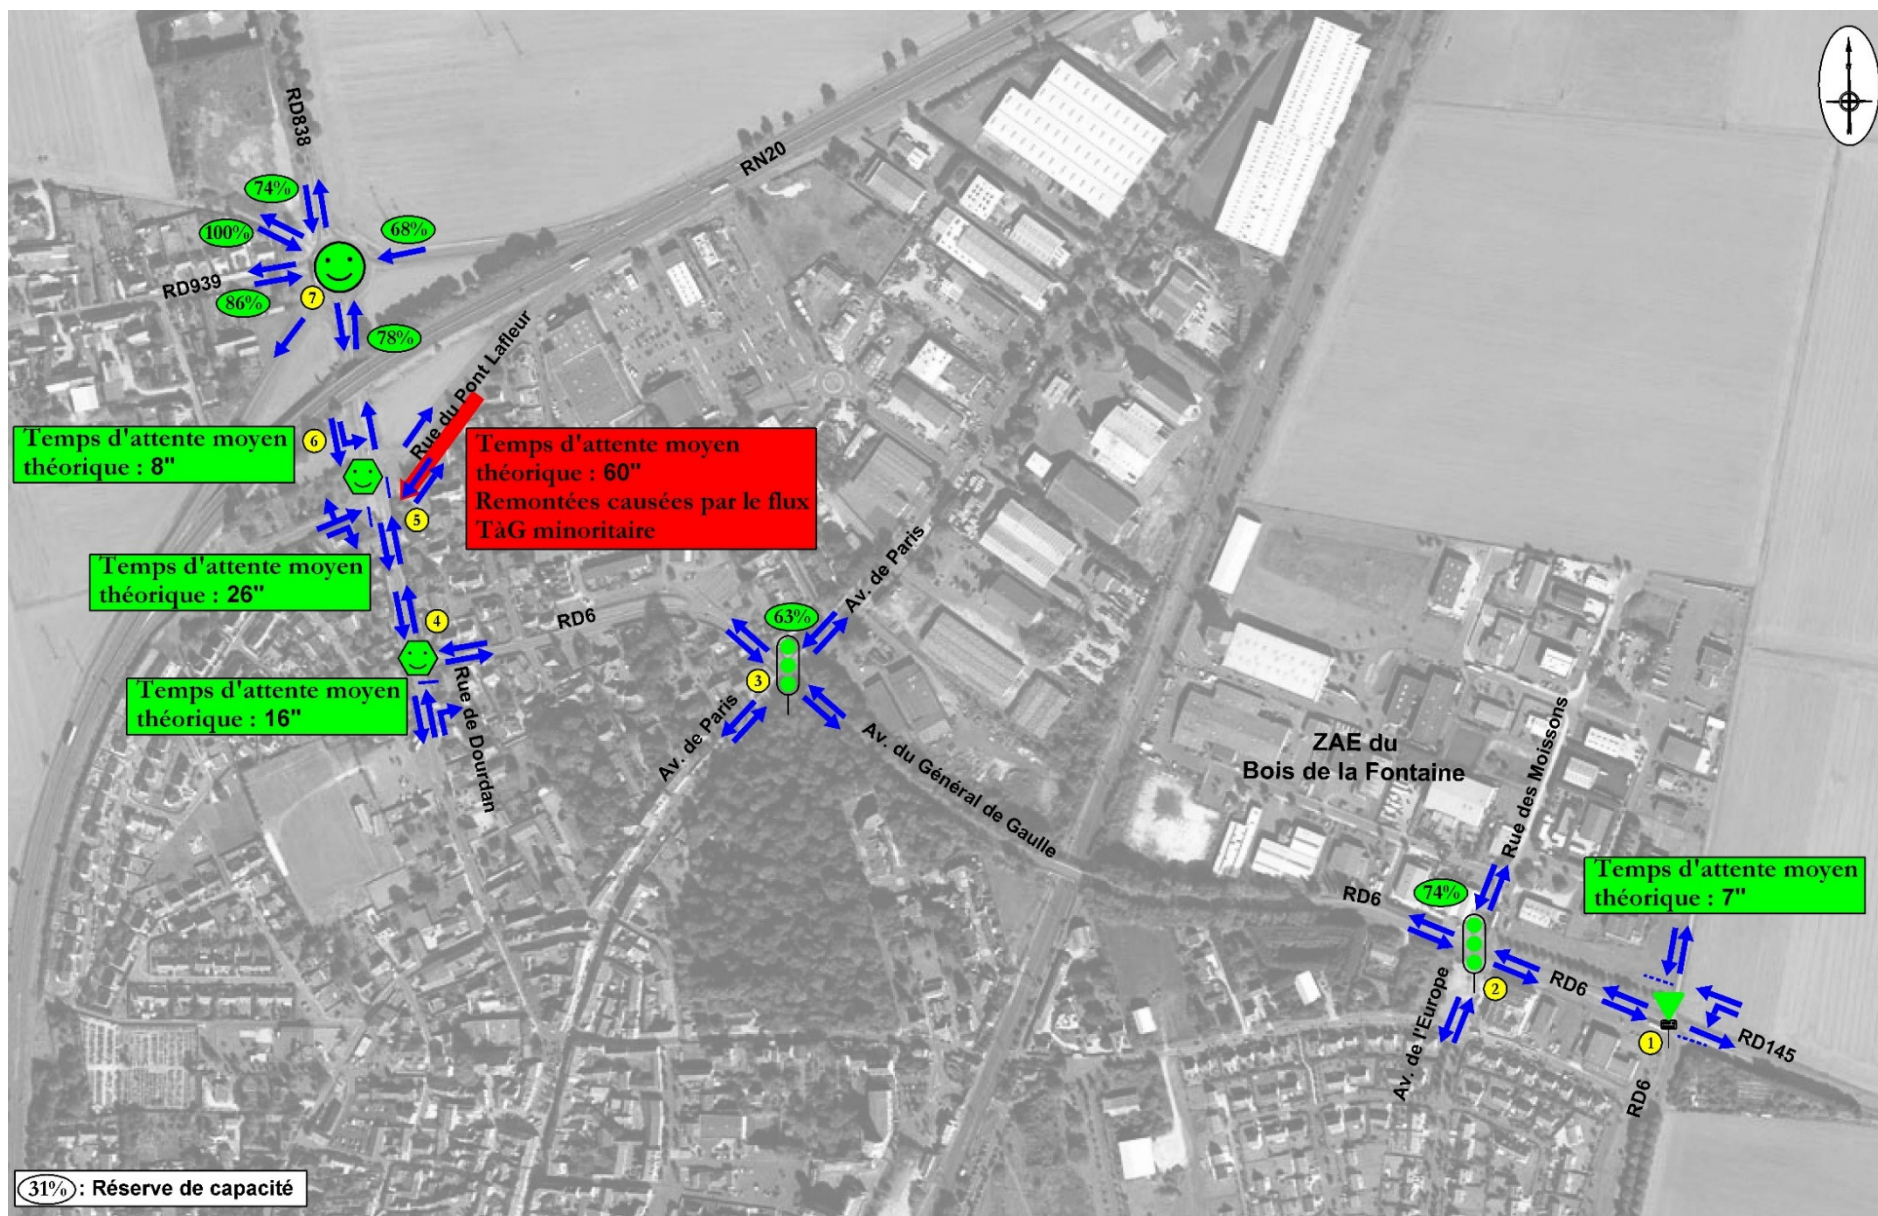 RD838
RN20
74%
100%
68%
RD939
86%
7
78%
Rue du Pont Lafleur
6
Temps d'attente moyen
théorique : 8"
Temps d'attente moyen
théorique : 60"
Remontées causées par le flux
TàG minoritaire
5
Temps d'attente moyen
théorique : 26"
4
RD6
63%
Av. de Paris
3
Temps d'attente moyen
théorique : 16"
Rue de Dourdan
Av. de Paris
Av. du Général de Gaulle
ZAE du
Bois de la Fontaine
Rue des Moissons
Temps d'attente moyen
théorique : 7"
74%
RD6
2
RD6
Av. de l'Europe
1
RD145
RD6
31% : Réserve de capacité